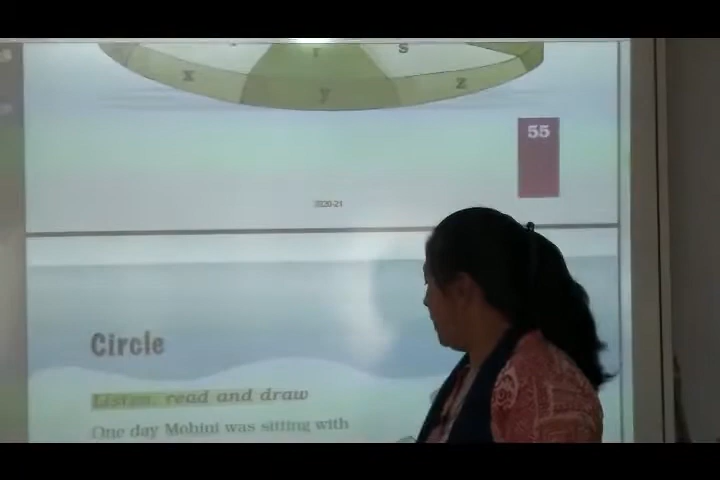 r s
x y z
55
2020-21
Circle
Listen, read and draw
One day Mohini was sitting with